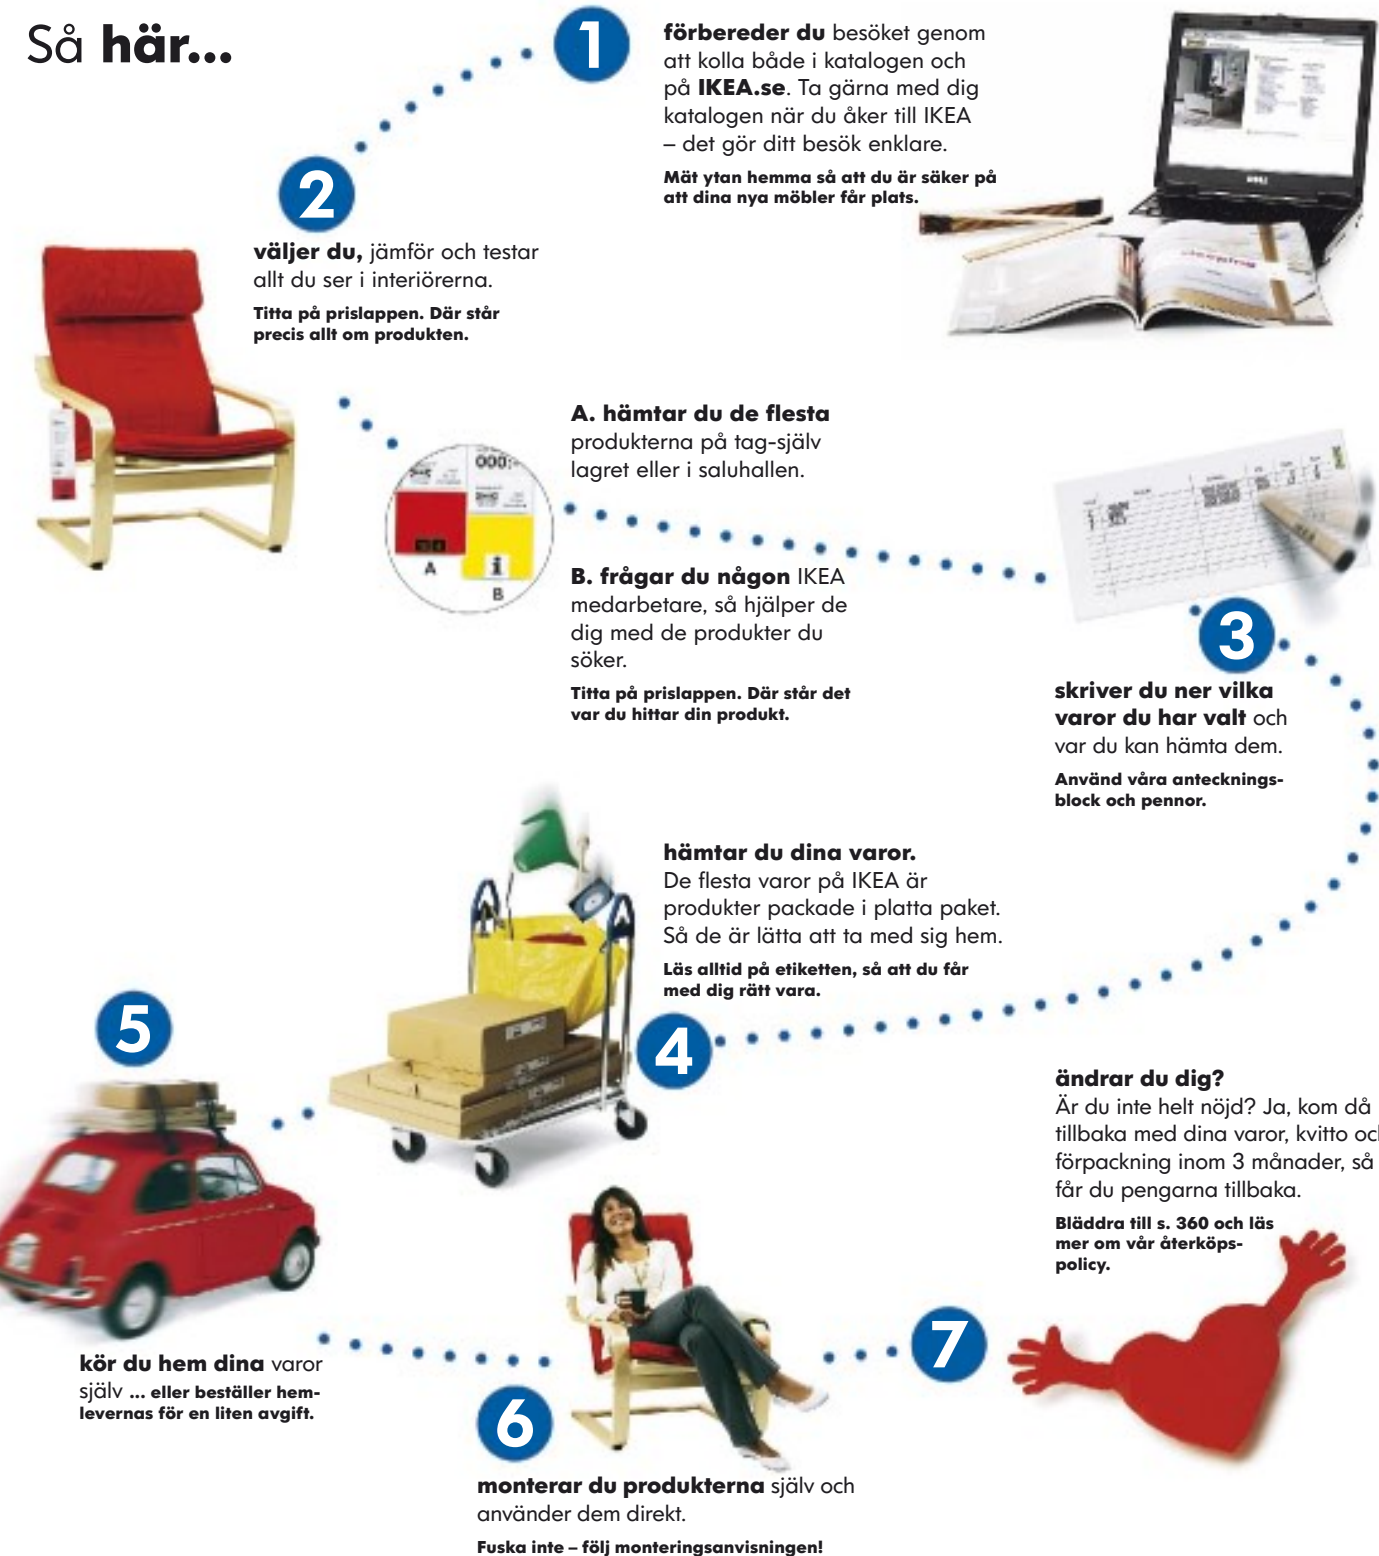 Så här...
1
förbereder du besöket genom
att kolla både i katalogen och
på IKEA.se. Ta gärna med dig
katalogen när du åker till IKEA
– det gör ditt besök enklare.
Mät ytan hemma så att du är säker på
att dina nya möbler får plats.
2
väljer du, jämför och testar
allt du ser i interiörerna.
Titta på prislappen. Där står
precis allt om produkten.
000:-
A
i
B
A. hämtar du de flesta
produkterna på tag-själv
lagret eller i saluhallen.
B. frågar du någon IKEA
medarbetare, så hjälper de
dig med de produkter du
söker.
Titta på prislappen. Där står det
var du hittar din produkt.
3
skriver du ner vilka
varor du har valt och
var du kan hämta dem.
Använd våra antecknings-
block och pennor.
hämtar du dina varor.
De flesta varor på IKEA är
produkter packade i platta paket.
Så de är lätta att ta med sig hem.
Läs alltid på etiketten, så att du får
med dig rätt vara.
4
5
kör du hem dina varor
själv ... eller beställer hem-
levernas för en liten avgift.
6
monterar du produkterna själv och
använder dem direkt.
Fuska inte – följ monteringsanvisningen!
7
ändrar du dig?
Är du inte helt nöjd? Ja, kom då
tillbaka med dina varor, kvitto oc
förpackning inom 3 månader, så
får du pengarna tillbaka.
Bläddra till s. 360 och läs
mer om vår återköps-
policy.